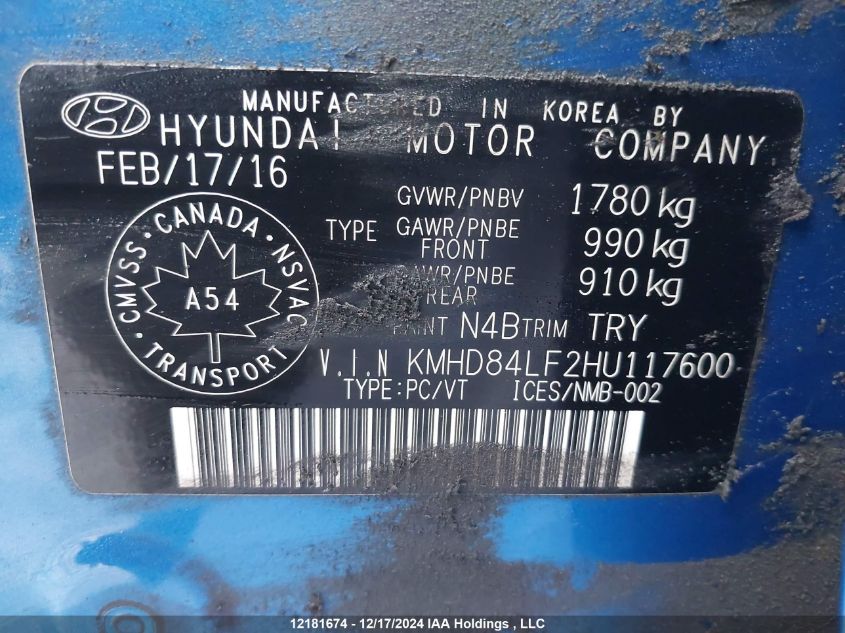 MANUFACTURED IN KOREA BY
HYUNDAI MOTOR COMPANY
FEB/17/16
GVWR/PNBV 1780 kg
TYPE GAWR/PNBE FRONT 990 kg
GAWR/PNBE REAR 910 kg
CANADA · NSVAC
CMVSS ·
A54
TRANSPORT
PAINT N4B TRIM TRY
V.I.N KMHD84LF2HU117600
TYPE:PC/VT ICES/NMB-002
12181674 - 12/17/2024 IAA Holdings , LLC